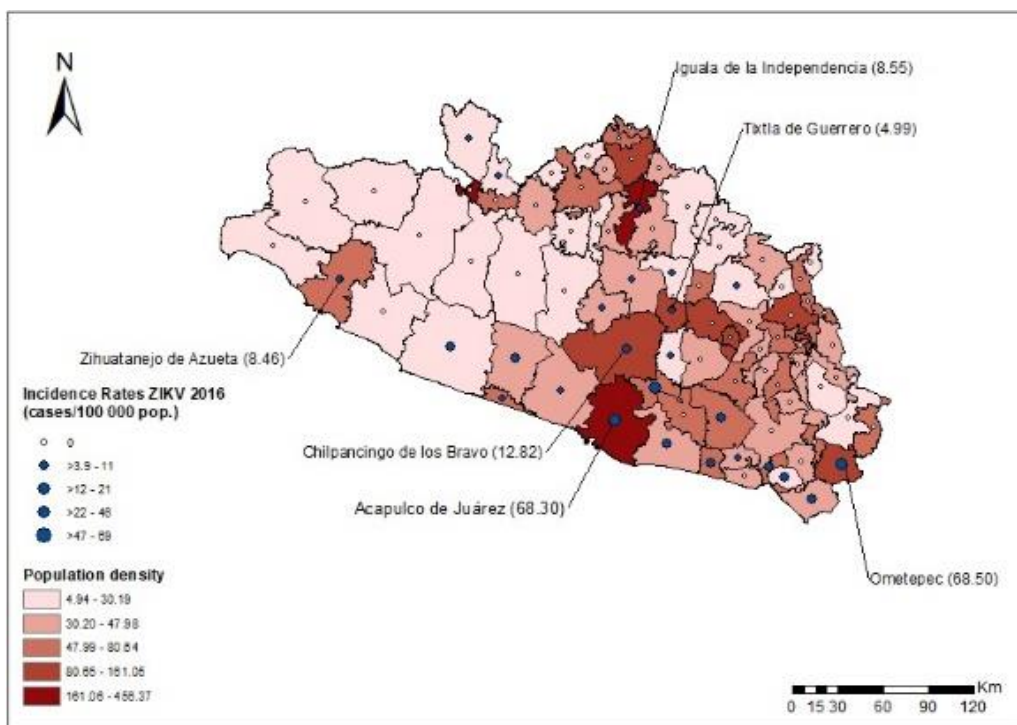 N
Iguala de la Independencia (8.55)
Tixtla de Guerrero (4.99)
Zihuatanejo de Azueta (8.46)
Incidence Rates ZIKV 2016
(cases/100 000 pop.)
0
>3.9 - 11
>12 - 21
>22 - 46
>47 - 69
Chilpancingo de los Bravo (12.82)
Acapulco de Juárez (68.30)
Ometepec (68.50)
Population density
4.94 - 30.19
30.20 - 47.98
47.99 - 80.64
80.65 - 161.05
161.06 - 456.37
Km
0 15 30 60 90 120